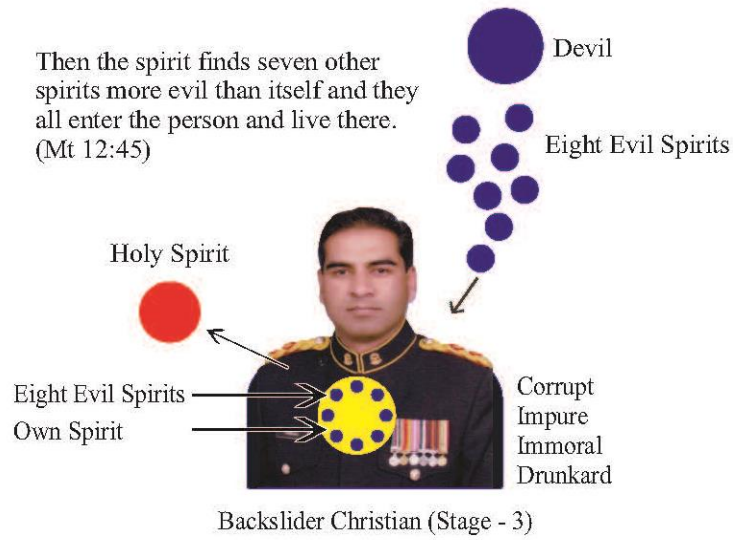 Then the spirit finds seven other
spirits more evil than itself and they
all enter the person and live there.
(Mt 12:45)
Devil
Eight Evil Spirits
Holy Spirit
Eight Evil Spirits
Own Spirit
Corrupt
Impure
Immoral
Drunkard
Backslider Christian (Stage - 3)